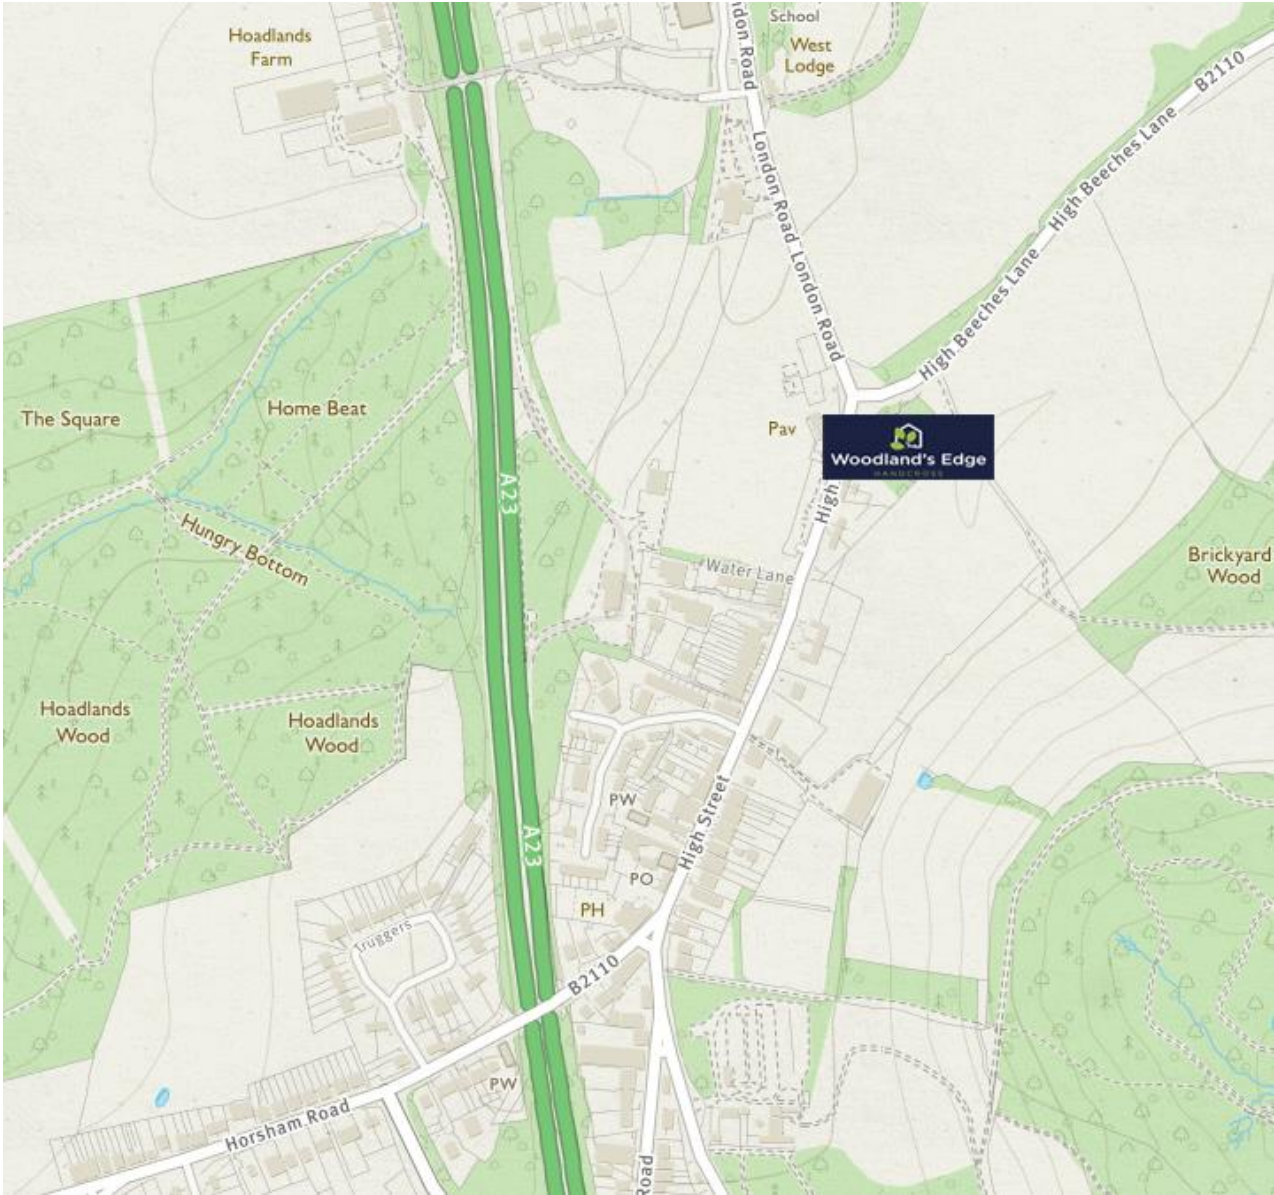 School
Hoadlands
Farm
West
Lodge
don Road
B2110
High Beeches Lane
London Road
London Road
High Beeches Lane
The Square
Home Beat
Pav
Woodland's Edge
HANDCROSS
A23
High
Hungry Bottom
Brickyard
Wood
Water Lane
Hoadlands
Wood
Hoadlands
Wood
PW
High Street
A23
PO
PH
Truggers
B2110
PW
Horsham Road
Road